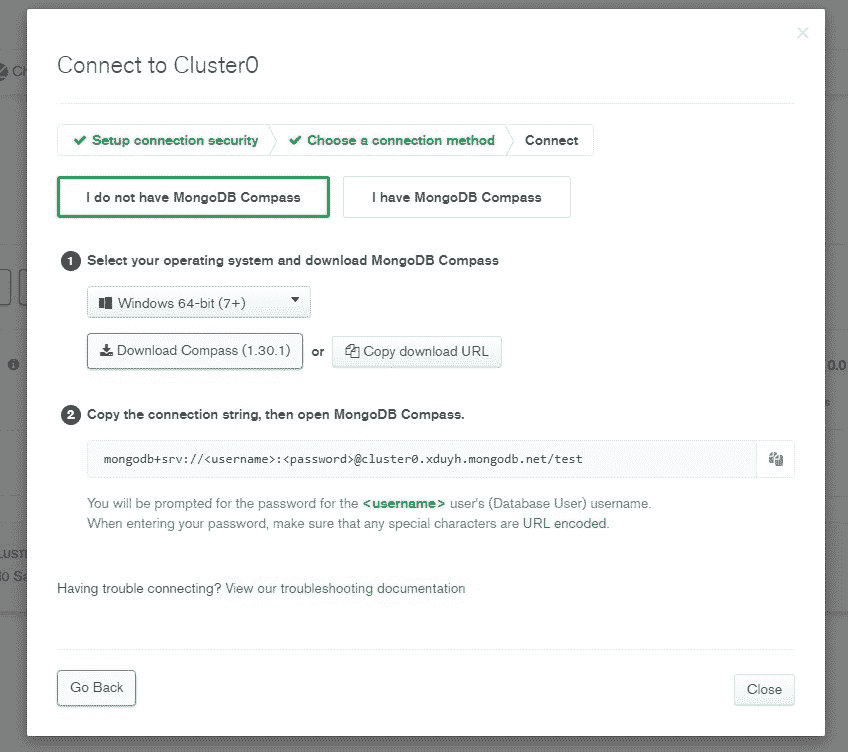 Connect to Cluster0
Setup connection security
Choose a connection method
Connect
I do not have MongoDB Compass
I have MongoDB Compass
1 Select your operating system and download MongoDB Compass
Windows 64-bit (7+)
Download Compass (1.30.1) or Copy download URL
2 Copy the connection string, then open MongoDB Compass.
mongodb+srv://<username>:<password>@cluster0.xduyh.mongodb.net/test
You will be prompted for the password for the <username> user's (Database User) username.
When entering your password, make sure that any special characters are URL encoded.
Having trouble connecting? View our troubleshooting documentation
Go Back
Close